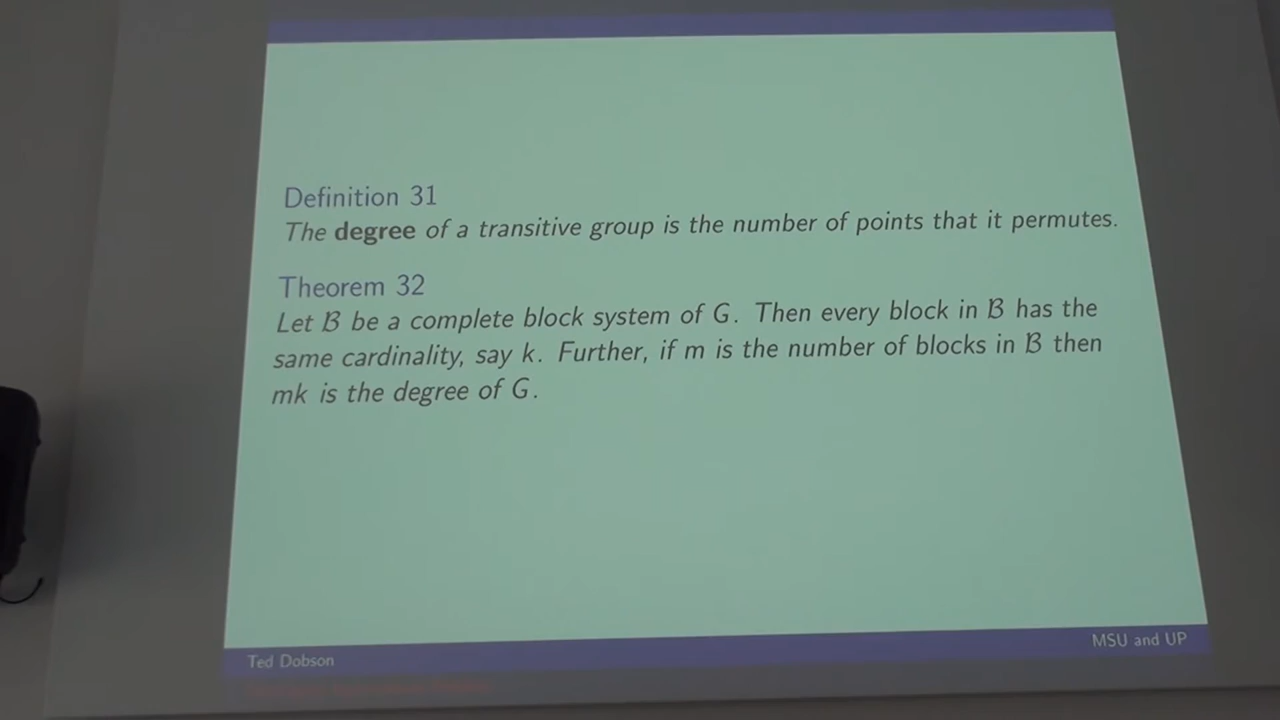 Definition 31
The degree of a transitive group is the number of points that it permutes.
Theorem 32
Let ℬ be a complete block system of G. Then every block in ℬ has the
same cardinality, say k. Further, if m is the number of blocks in ℬ then
mk is the degree of G.
Ted Dobson
MSU and UP